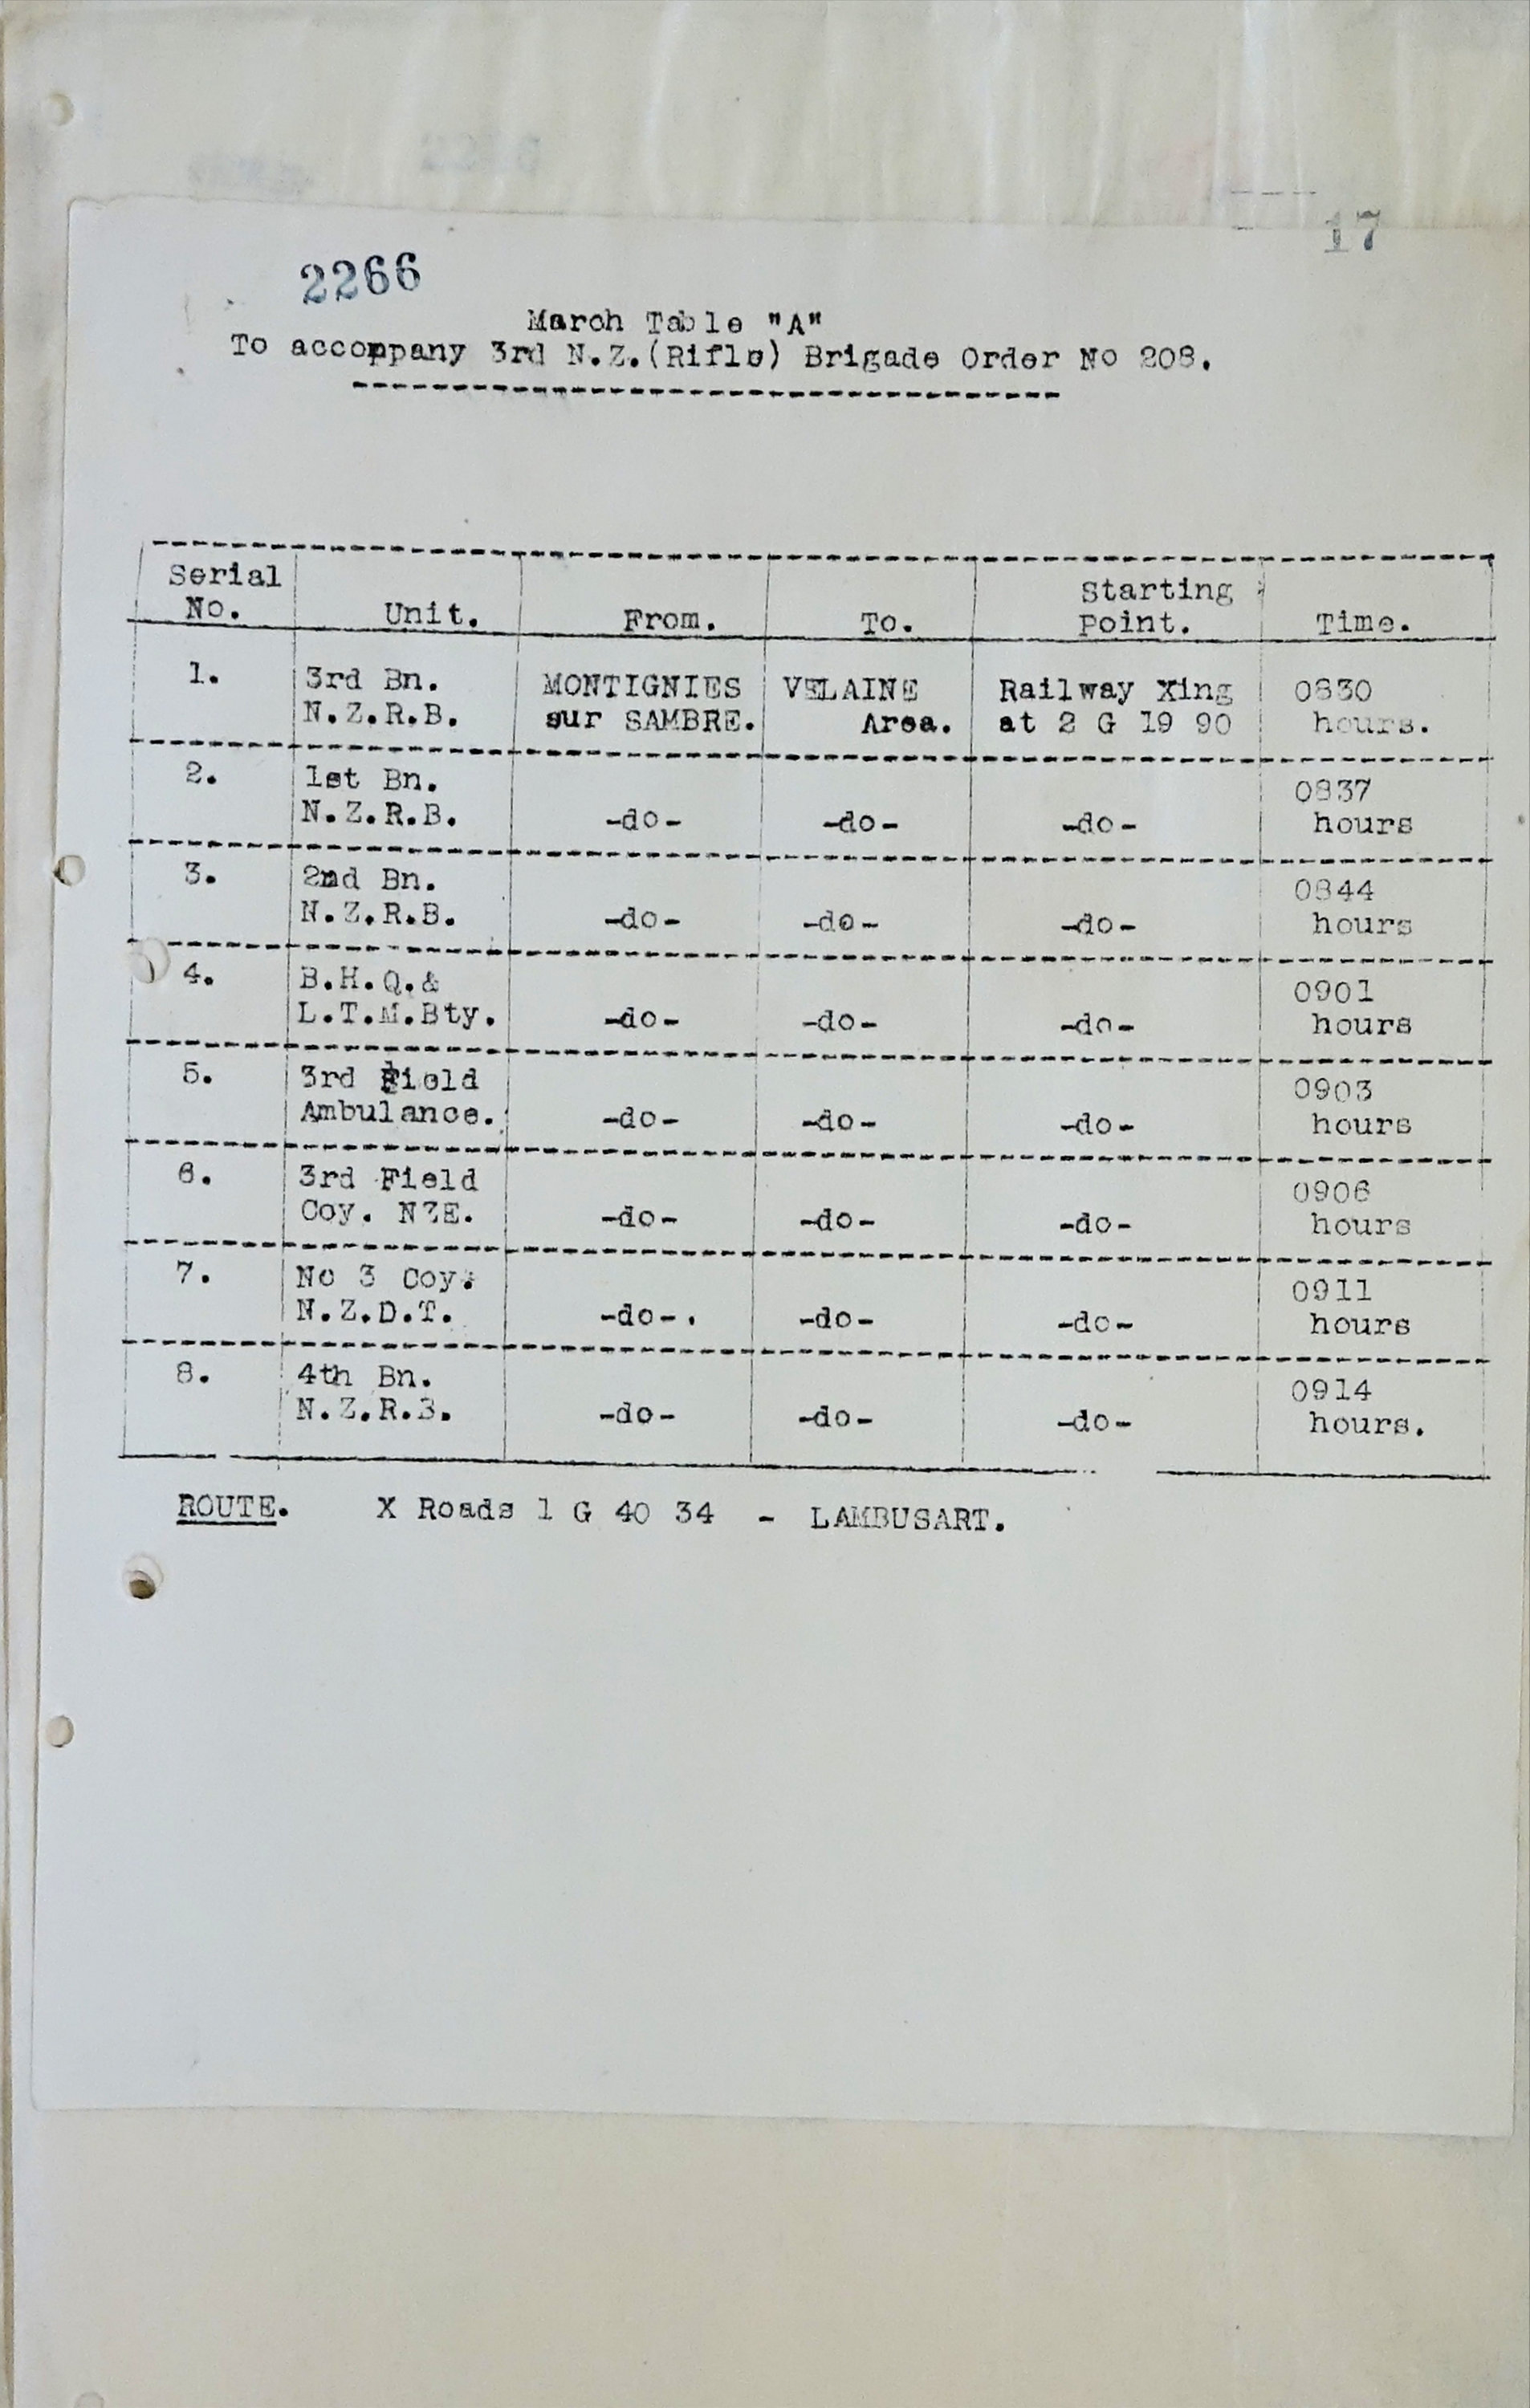 17
2266
March Table "A"
To accompany 3rd N.Z.(Rifle) Brigade Order No 208.
Serial No. Unit. From. To. Starting Point. Time.
1. 3rd Bn. MONTIGNIES VELAINE Railway Xing 0830
N.Z.R.B. sur SAMBRE. Area. at 2 G 19 90 hours.
2. 1st Bn. 0837
N.Z.R.B. -do- -do- -do- hours
3. 2nd Bn. 0844
N.Z.R.B. -do- -do- -do- hours
4. B.H.Q.& 0901
L.T.M.Bty. -do- -do- -do- hours
5. 3rd Field 0903
Ambulance. -do- -do- -do- hours
6. 3rd Field 0906
Coy. NZE. -do- -do- -do- hours
7. No 3 Coy. 0911
N.Z.D.T. -do-. -do- -do- hours
8. 4th Bn. 0914
N.Z.R.B. -do- -do- -do- hours.
ROUTE. X Roads 1 G 40 34 - LAMBUSART.